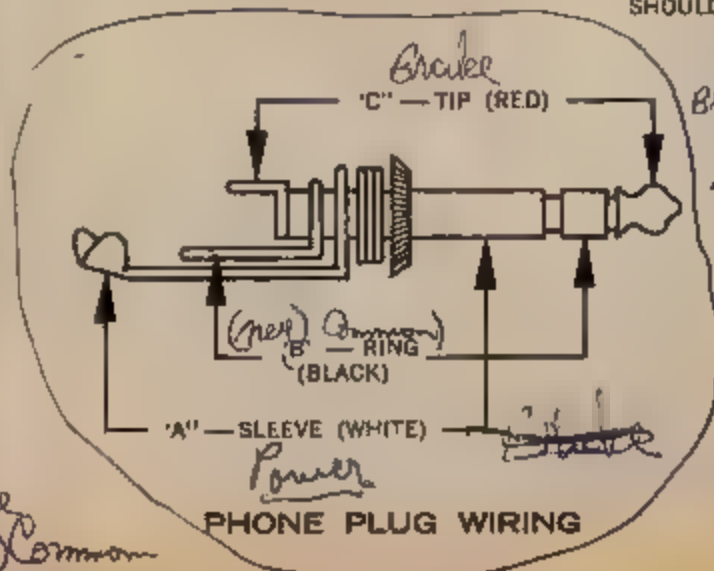 SHOULD
Brake
"C" — TIP (RED)
(neg) Common)
"B" — RING
(BLACK)
"A" — SLEEVE (WHITE)
Power
PHONE PLUG WIRING
Common